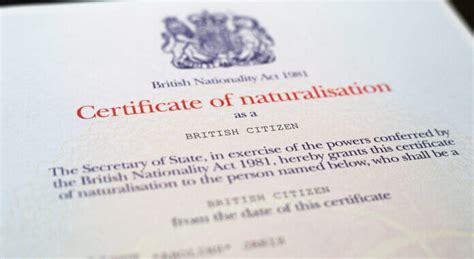 British Nationality Act 1981
Certificate of naturalisation
as a
BRITISH CITIZEN
The Secretary of State, in exercise of the powers conferred by
the British Nationality Act 1981, hereby grants this certificate
of naturalisation to the person named below, who shall be a
BRITISH CITIZEN
from the date of this certificate